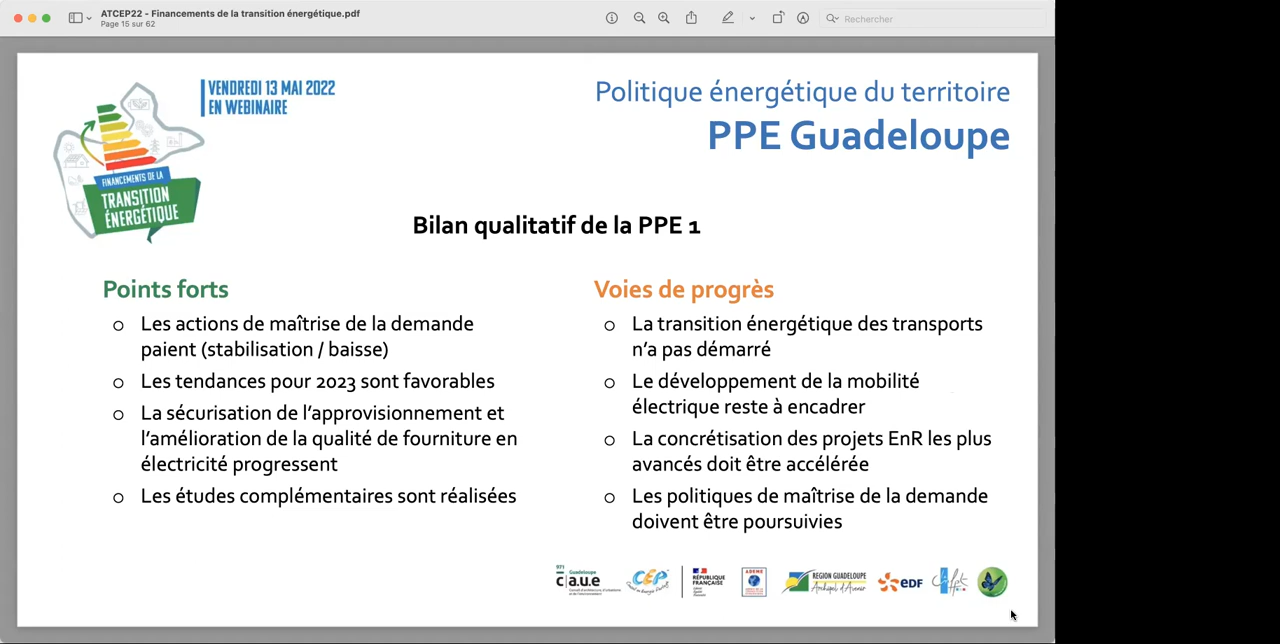 ATCEP22 - Financements de la transition énergétique.pdf
Page 15 sur 62
Rechercher
VENDREDI 13 MAI 2022
EN WEBINAIRE
Politique énergétique du territoire
PPE Guadeloupe
FINANCEMENTS DE LA
TRANSITION
ÉNERGÉTIQUE
Bilan qualitatif de la PPE 1
Points forts
o Les actions de maîtrise de la demande
paient (stabilisation / baisse)
o Les tendances pour 2023 sont favorables
o La sécurisation de l'approvisionnement et
l'amélioration de la qualité de fourniture en
électricité progressent
o Les études complémentaires sont réalisées
Voies de progrès
o La transition énergétique des transports
n'a pas démarré
o Le développement de la mobilité
électrique reste à encadrer
o La concrétisation des projets EnR les plus
avancés doit être accélérée
o Les politiques de maîtrise de la demande
doivent être poursuivies
971 Guadeloupe
c|a.u.e
CEP
RÉPUBLIQUE
FRANÇAISE
ADEME
REGION GUADELOUPE
Archipel d'Avenir
EDF